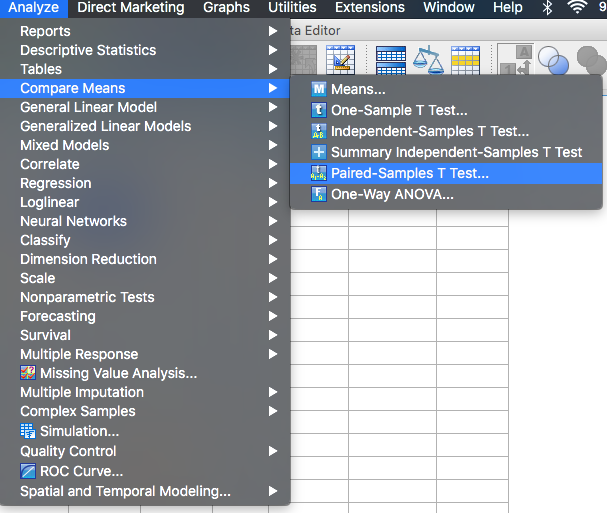 Analyze Direct Marketing Graphs Utilities Extensions Window Help 9
ta Editor
Reports
Descriptive Statistics
Tables
Compare Means
General Linear Model
Generalized Linear Models
Mixed Models
Correlate
Regression
Loglinear
Neural Networks
Classify
Dimension Reduction
Scale
Nonparametric Tests
Forecasting
Survival
Multiple Response
Missing Value Analysis...
Multiple Imputation
Complex Samples
Simulation...
Quality Control
ROC Curve...
Spatial and Temporal Modeling...
Means...
One-Sample T Test...
Independent-Samples T Test...
Summary Independent-Samples T Test
Paired-Samples T Test...
One-Way ANOVA...